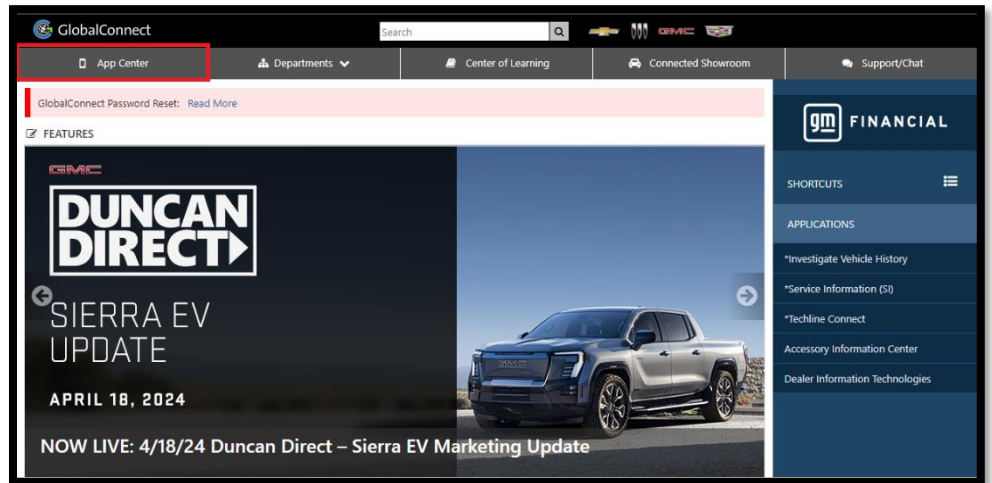 GlobalConnect
Search
GMC
App Center
Departments
Center of Learning
Connected Showroom
Support/Chat
GlobalConnect Password Reset: Read More
FEATURES
GMC
DUNCAN
DIRECT
SIERRA EV
UPDATE
APRIL 18, 2024
NOW LIVE: 4/18/24 Duncan Direct – Sierra EV Marketing Update
GMC
gm FINANCIAL
SHORTCUTS
APPLICATIONS
*Investigate Vehicle History
*Service Information (SI)
*Techline Connect
Accessory Information Center
Dealer Information Technologies